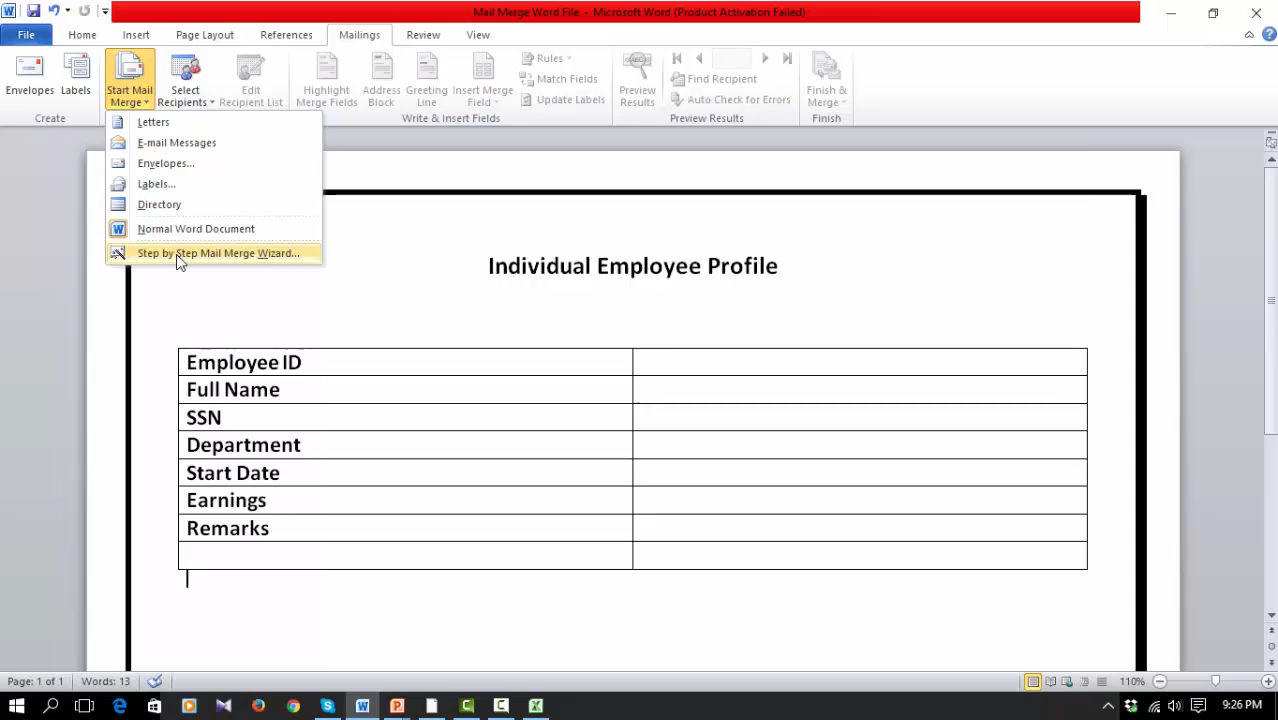 Mail Merge Word File - Microsoft Word (Product Activation Failed)
File Home Insert Page Layout References Mailings Review View
Envelopes Labels Start Mail Merge Select Recipients Edit Recipient List Highlight Merge Fields Address Block Greeting Line Insert Merge Field Rules Match Fields Update Labels Preview Results Find Recipient Auto Check for Errors Finish & Merge
Create Write & Insert Fields Preview Results Finish
Letters
E-mail Messages
Envelopes...
Labels...
Directory
Normal Word Document
Step by Step Mail Merge Wizard...
Individual Employee Profile
Employee ID
Full Name
SSN
Department
Start Date
Earnings
Remarks
Page: 1 of 1 Words: 13 110%
9:26 PM